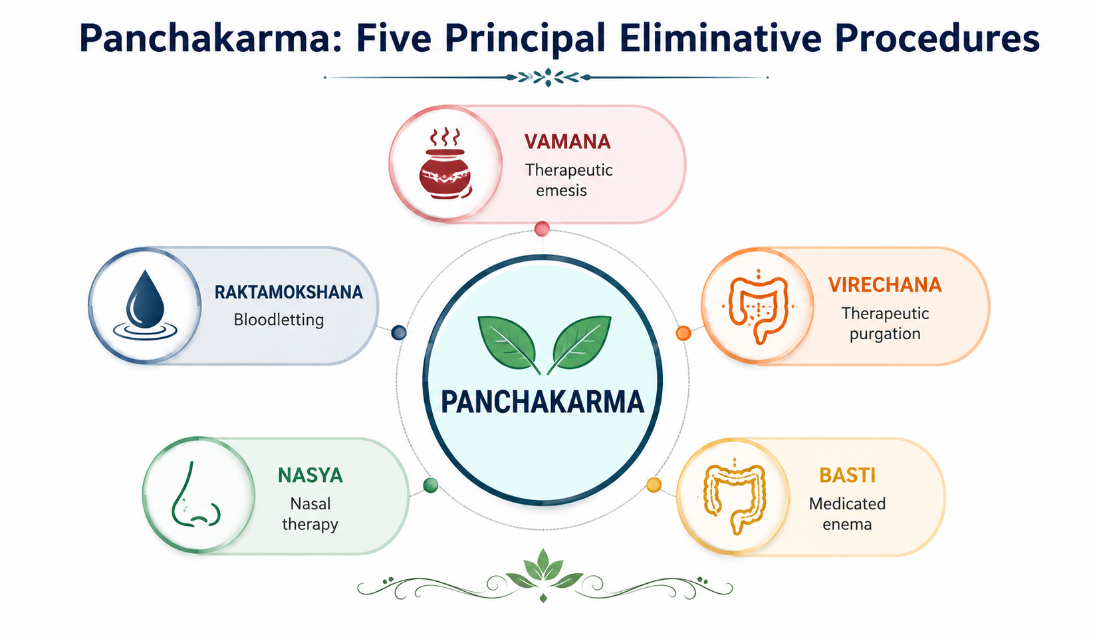 Panchakarma: Five Principal Eliminative Procedures
VAMANA
Therapeutic
emesis
RAKTAMOKSHANA
Bloodletting
VIRECHANA
Therapeutic
purgation
PANCHAKARMA
NASYA
Nasal
therapy
BASTI
Medicated
enema